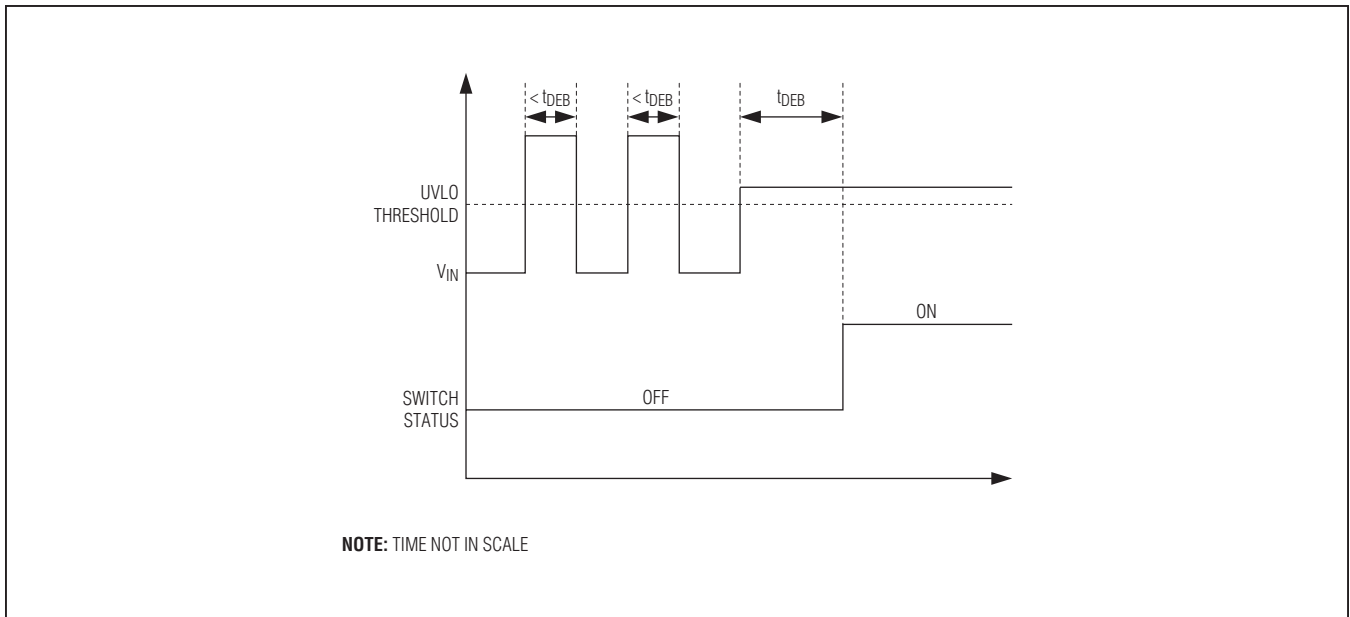 < tDEB
< tDEB
tDEB
UVLO
THRESHOLD
VIN
ON
SWITCH
STATUS
OFF
NOTE: TIME NOT IN SCALE